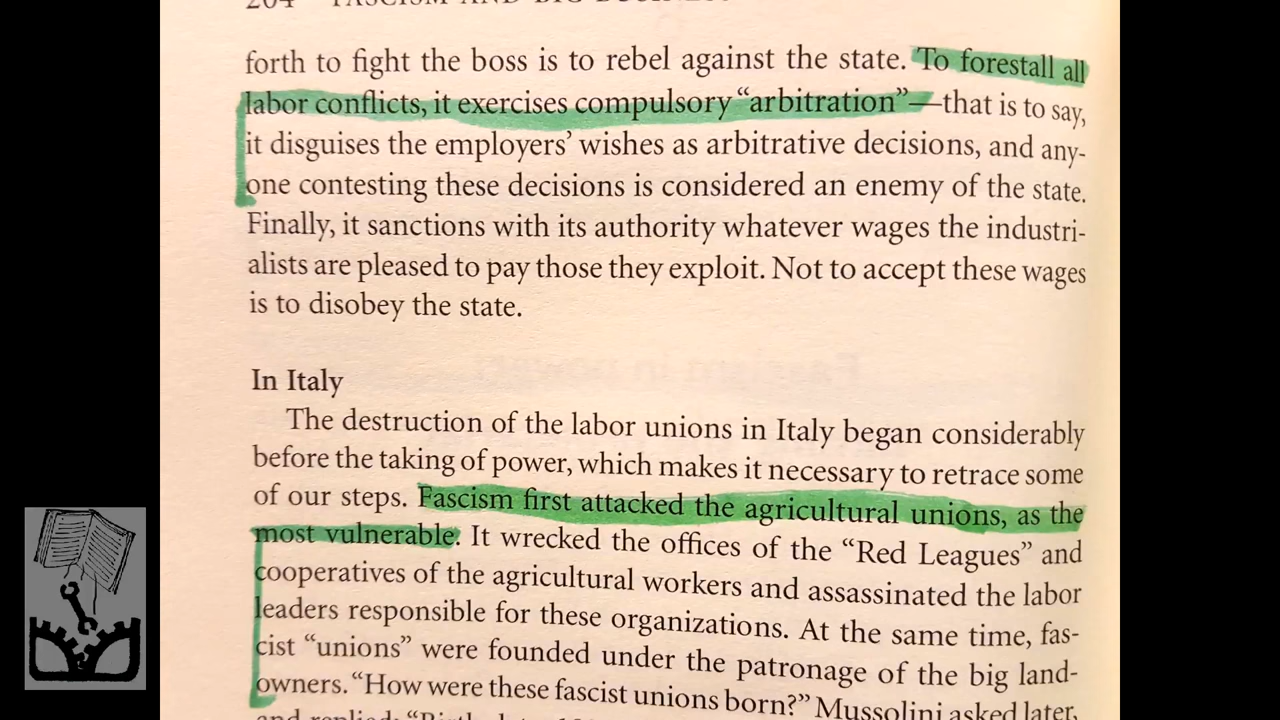 204 FASCISM AND BIG BUSINESS
forth to fight the boss is to rebel against the state. To forestall all
labor conflicts, it exercises compulsory “arbitration”—that is to say,
it disguises the employers’ wishes as arbitrative decisions, and any-
one contesting these decisions is considered an enemy of the state.
Finally, it sanctions with its authority whatever wages the industri-
alists are pleased to pay those they exploit. Not to accept these wages
is to disobey the state.
In Italy
The destruction of the labor unions in Italy began considerably
before the taking of power, which makes it necessary to retrace some
of our steps. Fascism first attacked the agricultural unions, as the
most vulnerable. It wrecked the offices of the “Red Leagues” and
cooperatives of the agricultural workers and assassinated the labor
leaders responsible for these organizations. At the same time, fas-
cist “unions” were founded under the patronage of the big land-
owners. “How were these fascist unions born?” Mussolini asked later,
and replied: